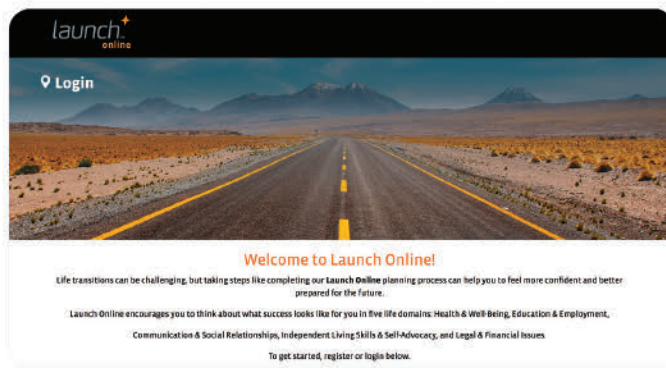 launch
online
Login
Welcome to Launch Online!
Life transitions can be challenging, but taking steps like completing our Launch Online planning process can help you to feel more confident and better
prepared for the future.
Launch Online encourages you to think about what success looks like for you in five life domains: Health & Well-Being, Education & Employment,
Communication & Social Relationships, Independent Living Skills & Self-Advocacy, and Legal & Financial Issues
To get started, register or login below.